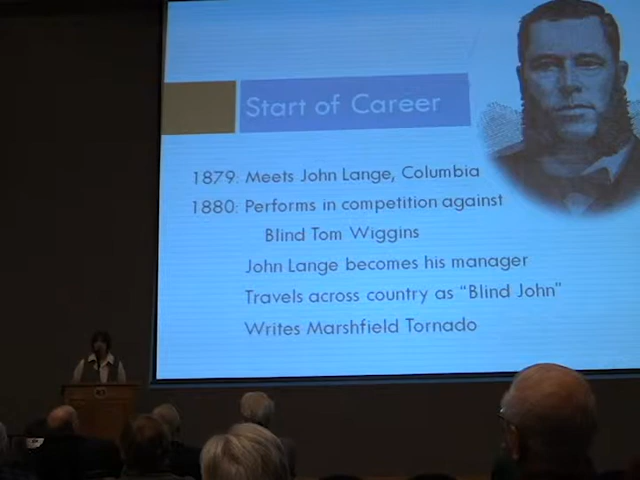 Start of Career
1879: Meets John Lange, Columbia
1880: Performs in competition against
Blind Tom Wiggins
John Lange becomes his manager
Travels across country as "Blind John"
Writes Marshfield Tornado